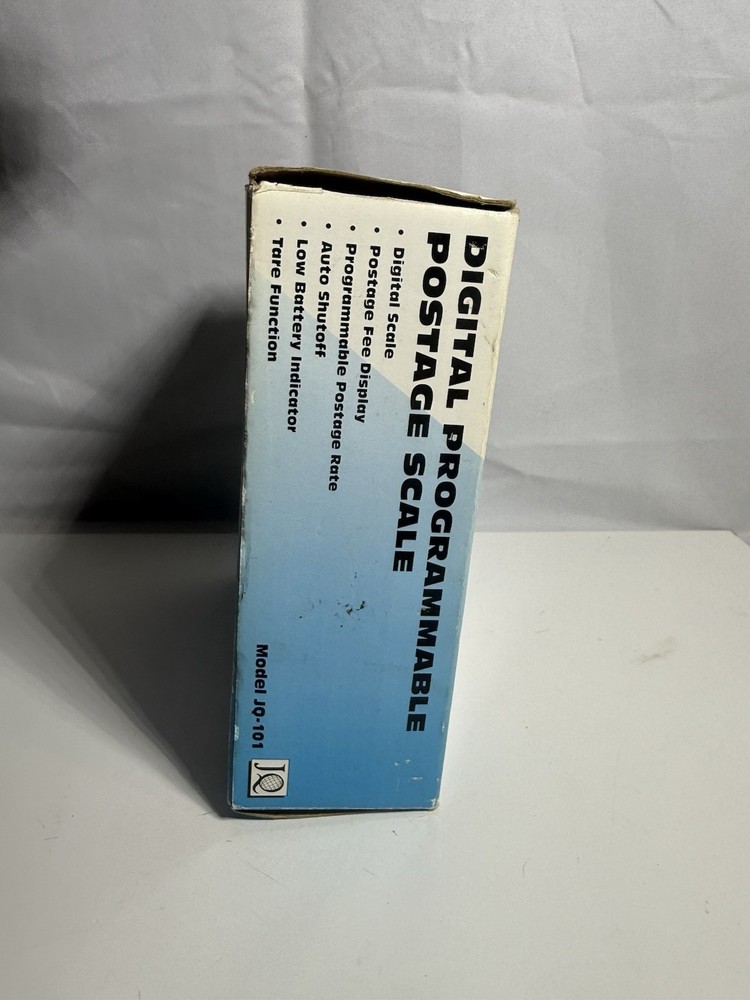 DIGITAL PROGRAMMABLE
POSTAGE SCALE
• Digital Scale
• Postage Fee Display
• Programmable Postage Rate
• Auto Shutoff
• Low Battery Indicator
• Tare Function
Model JQ-101
JQ